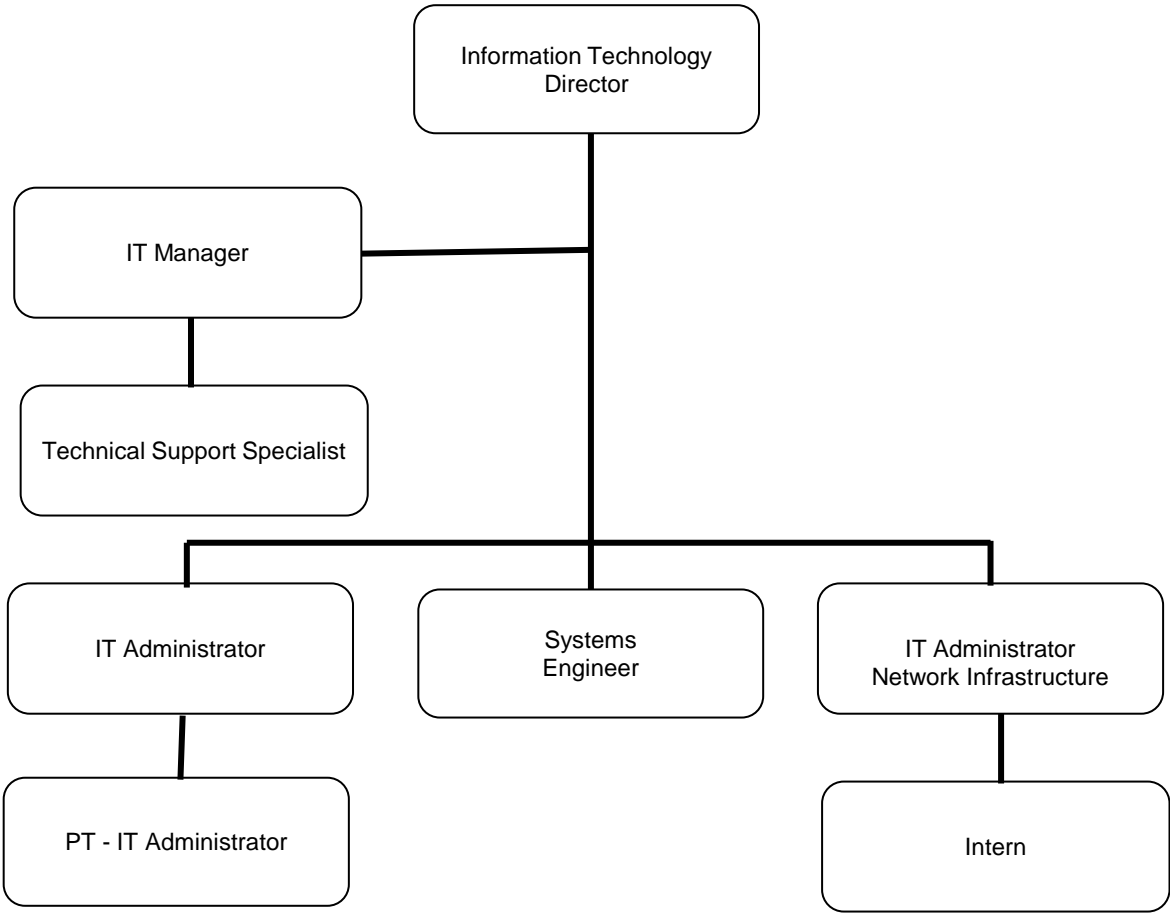 Information Technology
Director
IT Manager
Technical Support Specialist
IT Administrator
Systems
Engineer
IT Administrator
Network Infrastructure
PT - IT Administrator
Intern